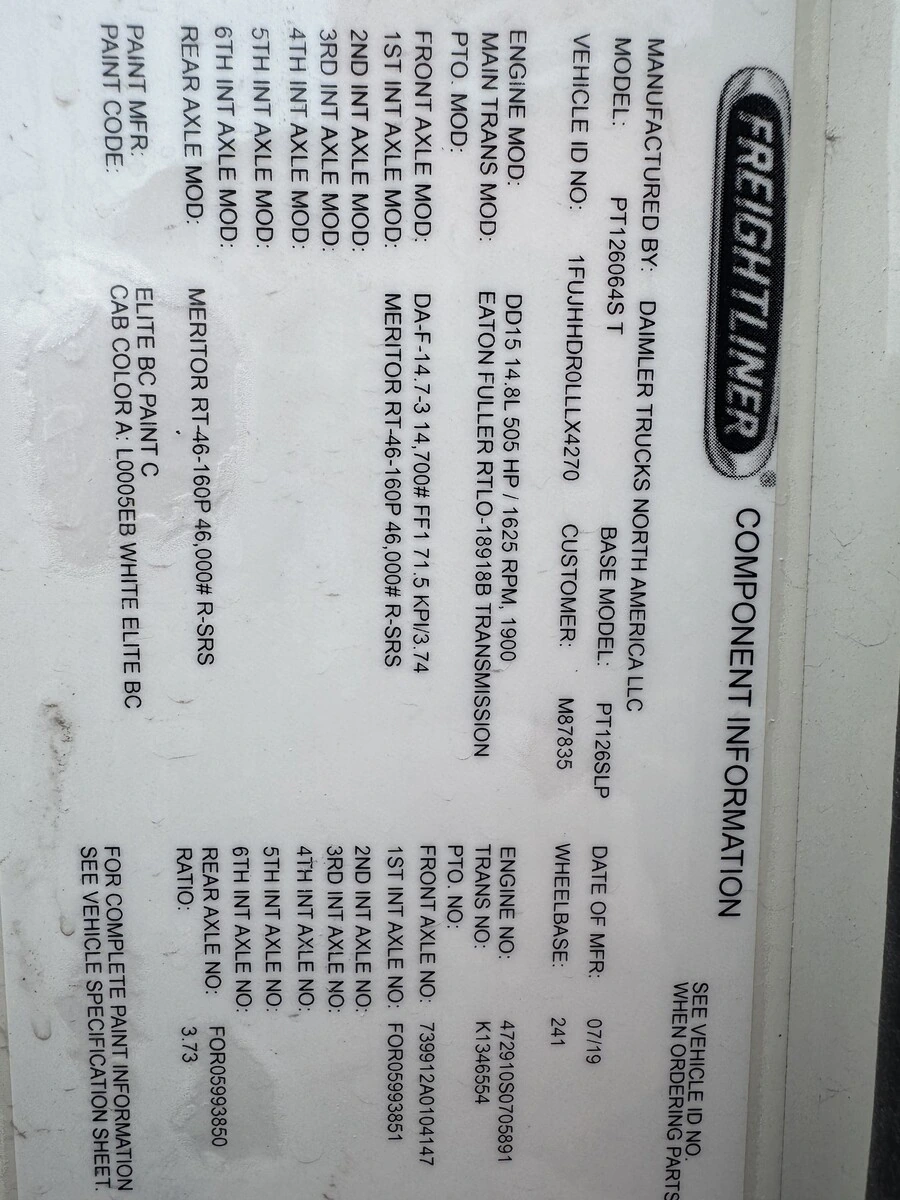 FREIGHTLINER® COMPONENT INFORMATION
SEE VEHICLE ID NO.
WHEN ORDERING PARTS
MANUFACTURED BY: DAIMLER TRUCKS NORTH AMERICA LLC
MODEL: PT126064S T BASE MODEL: PT126SLP DATE OF MFR: 07/19
VEHICLE ID NO: 1FUJHHDR0LLLX4270 CUSTOMER: M87835 WHEELBASE: 241
ENGINE MOD: DD15 14.8L 505 HP / 1625 RPM, 1900 ENGINE NO: 472910S0705891
MAIN TRANS MOD: EATON FULLER RTLO-18918B TRANSMISSION TRANS NO: K1346554
PTO. MOD: PTO. NO:
FRONT AXLE MOD: DA-F-14.7-3 14,700# FF1 71.5 KPI/3.74 FRONT AXLE NO: 739912A0104147
1ST INT AXLE MOD: MERITOR RT-46-160P 46,000# R-SRS 1ST INT AXLE NO: FOR05993851
2ND INT AXLE MOD: 2ND INT AXLE NO:
3RD INT AXLE MOD: 3RD INT AXLE NO:
4TH INT AXLE MOD: 4TH INT AXLE NO:
5TH INT AXLE MOD: 5TH INT AXLE NO:
6TH INT AXLE MOD: 6TH INT AXLE NO:
REAR AXLE MOD: MERITOR RT-46-160P 46,000# R-SRS REAR AXLE NO: FOR05993850
RATIO: 3.73
PAINT MFR: ELITE BC PAINT C
PAINT CODE: CAB COLOR A: L0005EB WHITE ELITE BC
FOR COMPLETE PAINT INFORMATION
SEE VEHICLE SPECIFICATION SHEET.